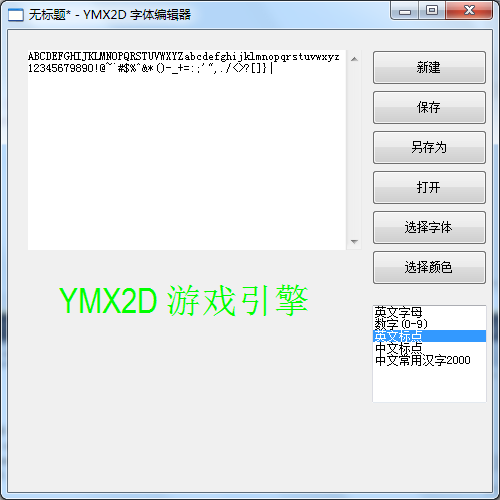 无标题* - YMX2D 字体编辑器
ABCDEFGHIJKLMNOPQRSTUVWXYZabcdefghijklmnopqrstuvwxyz
12345679890!@~`#$%^&*()-_+=:;'",./<>?[]}|
新建
保存
另存为
打开
选择字体
选择颜色
YMX2D 游戏引擎
英文字母
数字(0-9)
英文标点
中文标点
中文常用汉字2000